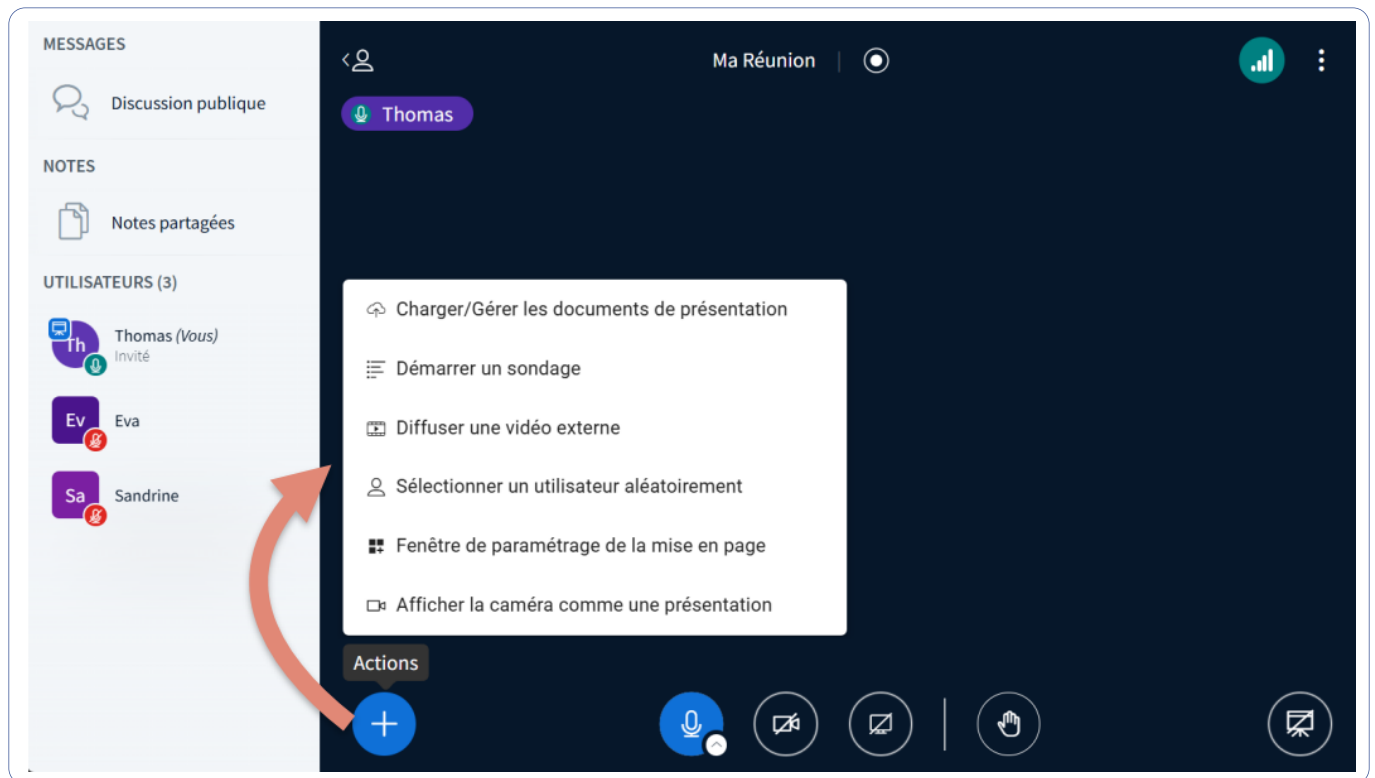 MESSAGES
Discussion publique
NOTES
Notes partagées
UTILISATEURS (3)
Th
Thomas (Vous)
Invité
Ev
Eva
Sa
Sandrine
Ma Réunion
Thomas
Charger/Gérer les documents de présentation
Démarrer un sondage
Diffuser une vidéo externe
Sélectionner un utilisateur aléatoirement
Fenêtre de paramétrage de la mise en page
Afficher la caméra comme une présentation
Actions